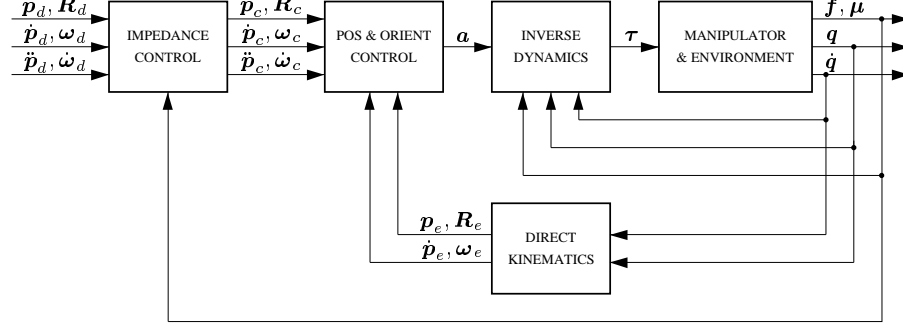 p_d, R_d
ṗ_d, ω_d
p̈_d, ω̇_d
IMPEDANCE
CONTROL
p_c, R_c
ṗ_c, ω_c
p̈_c, ω̇_c
POS & ORIENT
CONTROL
a
INVERSE
DYNAMICS
τ
MANIPULATOR
& ENVIRONMENT
f, μ
q
q̇
p_e, R_e
ṗ_e, ω_e
DIRECT
KINEMATICS